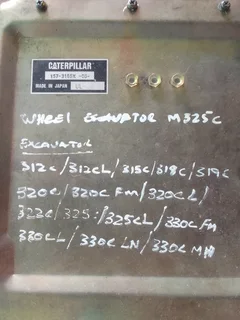 CATERPILLAR
MADE IN JAPAN
WHEEL EXCAVATOR M325C
EXCAVATOR
312C/312CL/315C/318C/319C
320C/320C FM/320CL/
322C/325:/325CL/330C FM
330CL/330C LN/330C MH